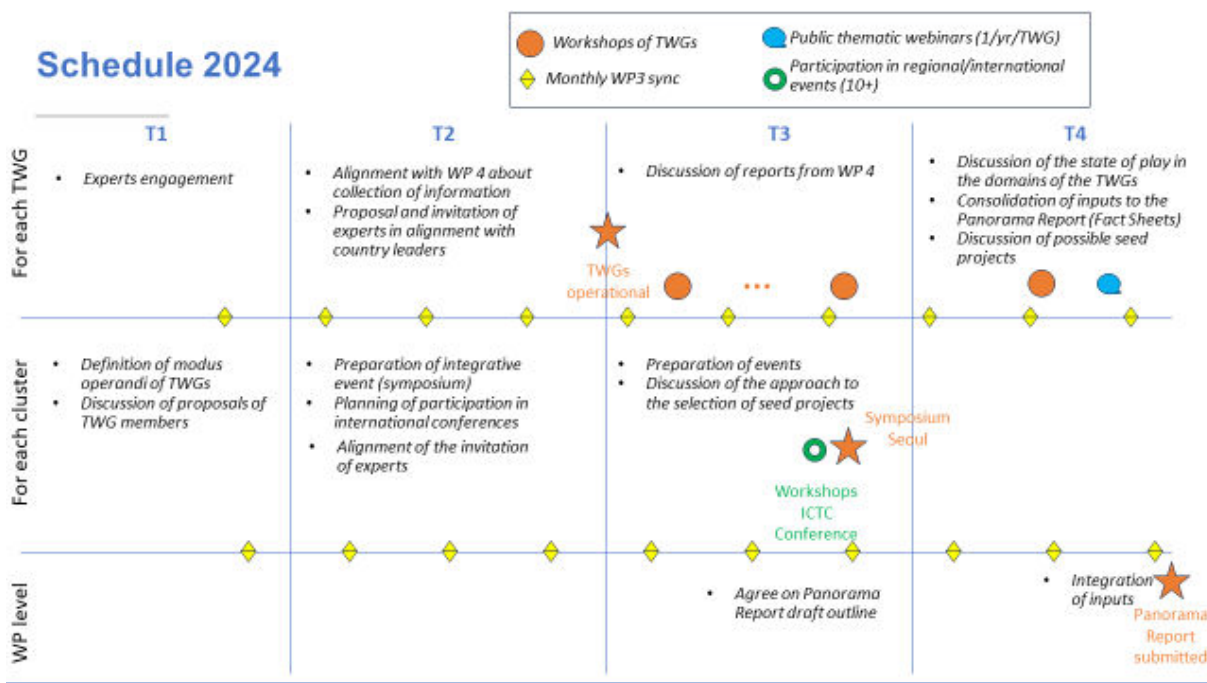 Schedule 2024
Workshops of TWGs
Public thematic webinars (1/yr/TWG)
Monthly WP3 sync
Participation in regional/international
events (10+)
T1
T2
T3
T4
For each TWG
• Experts engagement
• Alignment with WP 4 about
collection of information
• Proposal and invitation of
experts in alignment with
country leaders
• Discussion of reports from WP 4
• Discussion of the state of play in
the domains of the TWGs
• Consolidation of inputs to the
Panorama Report (Fact Sheets)
• Discussion of possible seed
projects
TWGs
operational
...
For each cluster
• Definition of modus
operandi of TWGs
• Discussion of proposals of
TWG members
• Preparation of integrative
event (symposium)
• Planning of participation in
international conferences
• Alignment of the invitation
of experts
• Preparation of events
• Discussion of the approach to
the selection of seed projects
Symposium
Seoul
Workshops
ICTC
Conference
WP level
• Agree on Panorama
Report draft outline
• Integration
of inputs
Panorama
Report
submitted